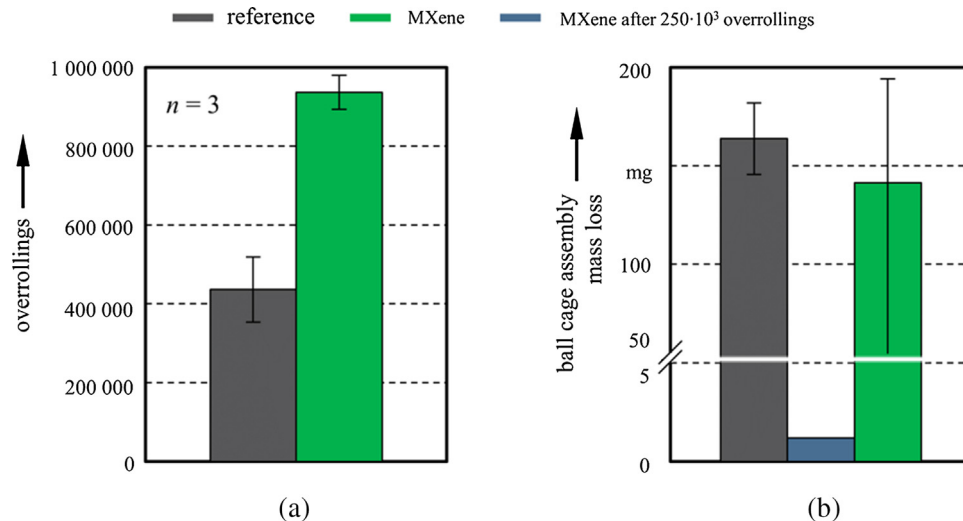 reference
MXene
MXene after 250·10³ overrollings
1 000 000
800 000
600 000
400 000
200 000
0
overrollings
n = 3
(a)
200
mg
100
50
5
0
ball cage assembly
mass loss
(b)